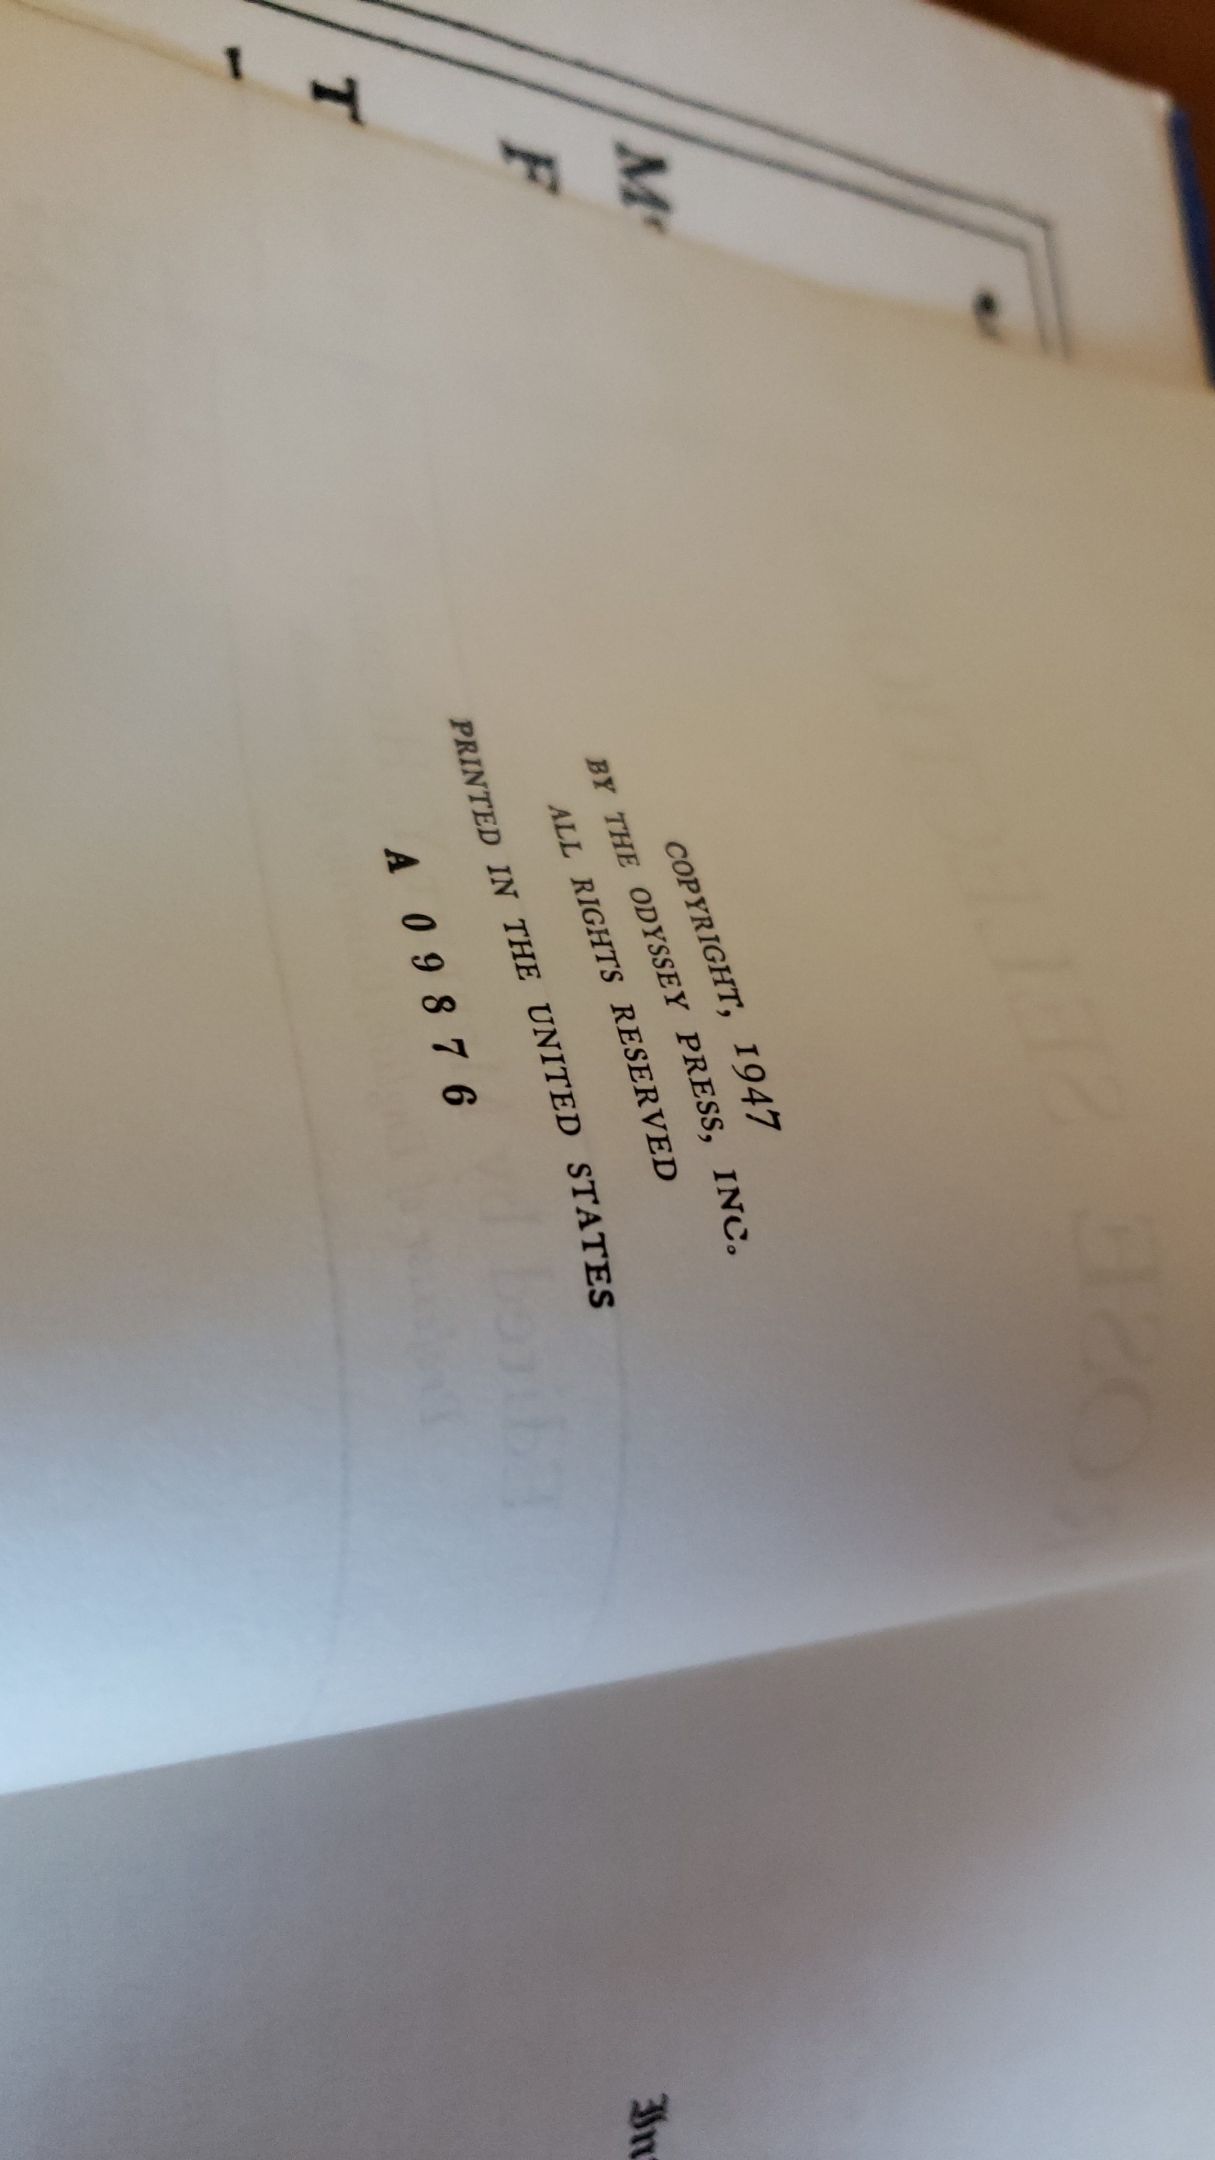 COPYRIGHT, 1947
BY THE ODYSSEY PRESS, INC.
ALL RIGHTS RESERVED
PRINTED IN THE UNITED STATES
A 0 9 8 7 6